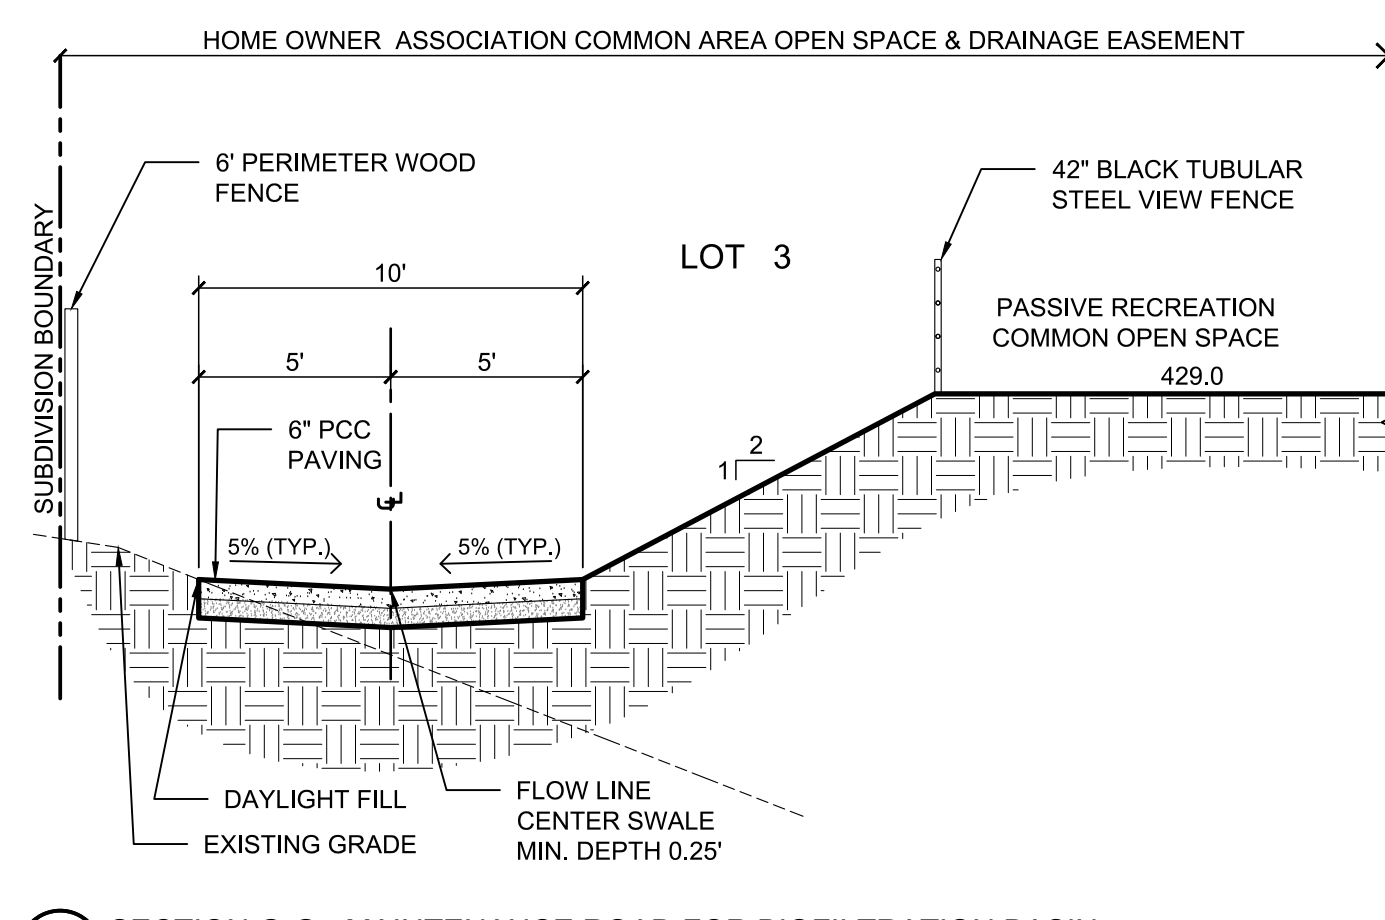 HOME OWNER ASSOCIATION COMMON AREA OPEN SPACE & DRAINAGE EASEMENT
6' PERIMETER WOOD
FENCE
42" BLACK TUBULAR
STEEL VIEW FENCE
SUBDIVISION BOUNDARY
LOT 3
10'
PASSIVE RECREATION
COMMON OPEN SPACE
5'
5'
429.0
6" PCC
PAVING
2
1
5% (TYP.)
5% (TYP.)
DAYLIGHT FILL
EXISTING GRADE
FLOW LINE
CENTER SWALE
MIN. DEPTH 0.25'